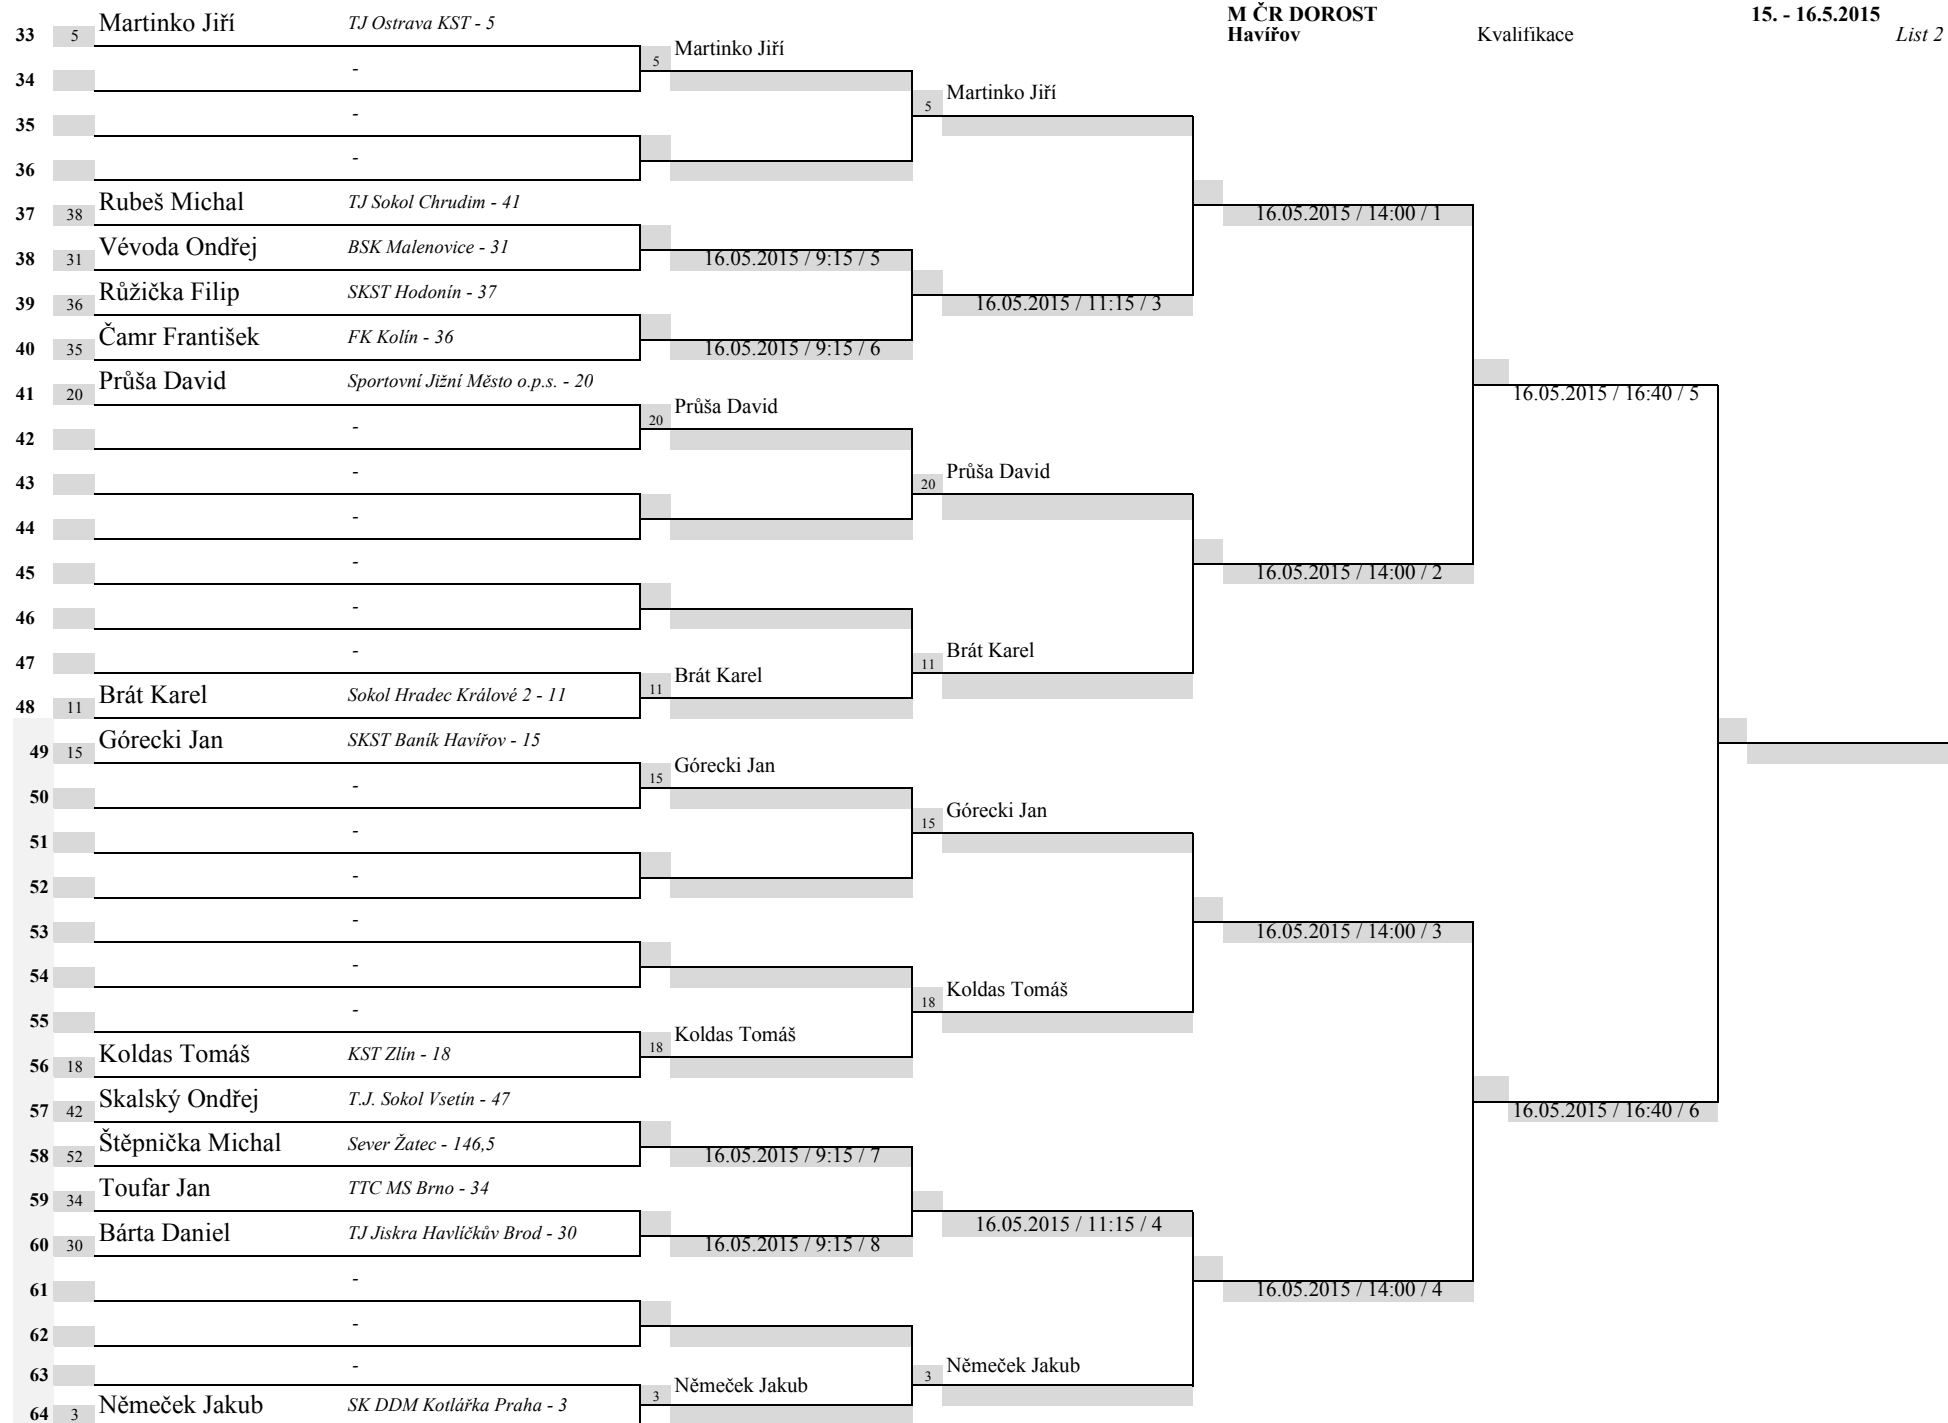 M ČR DOROST 15. - 16.5.2015
Havířov Kvalifikace List 2
33 5 Martinko Jiří TJ Ostrava KST - 5
5 Martinko Jiří
34 -
5 Martinko Jiří
35 -
36 -
37 38 Rubeš Michal TJ Sokol Chrudim - 41
16.05.2015 / 14:00 / 1
38 31 Vévoda Ondřej BSK Malenovice - 31
16.05.2015 / 9:15 / 5
39 36 Růžička Filip SKST Hodonín - 37
16.05.2015 / 11:15 / 3
40 35 Čamr František FK Kolín - 36
16.05.2015 / 9:15 / 6
41 20 Průša David Sportovní Jižní Město o.p.s. - 20
16.05.2015 / 16:40 / 5
20 Průša David
42 -
43 -
20 Průša David
44 -
45 -
16.05.2015 / 14:00 / 2
46 -
47 -
11 Brát Karel
11 Brát Karel
48 11 Brát Karel Sokol Hradec Králové 2 - 11
49 15 Górecki Jan SKST Baník Havířov - 15
15 Górecki Jan
50 -
15 Górecki Jan
51 -
52 -
53 -
16.05.2015 / 14:00 / 3
54 -
18 Koldas Tomáš
55 -
18 Koldas Tomáš
56 18 Koldas Tomáš KST Zlín - 18
57 42 Skalský Ondřej T.J. Sokol Vsetín - 47
16.05.2015 / 16:40 / 6
58 52 Štěpnička Michal Sever Žatec - 146,5
16.05.2015 / 9:15 / 7
59 34 Toufar Jan TTC MS Brno - 34
16.05.2015 / 11:15 / 4
60 30 Bárta Daniel TJ Jiskra Havlíčkův Brod - 30
16.05.2015 / 9:15 / 8
61 -
16.05.2015 / 14:00 / 4
62 -
63 -
3 Němeček Jakub
3 Němeček Jakub
64 3 Němeček Jakub SK DDM Kotlářka Praha - 3